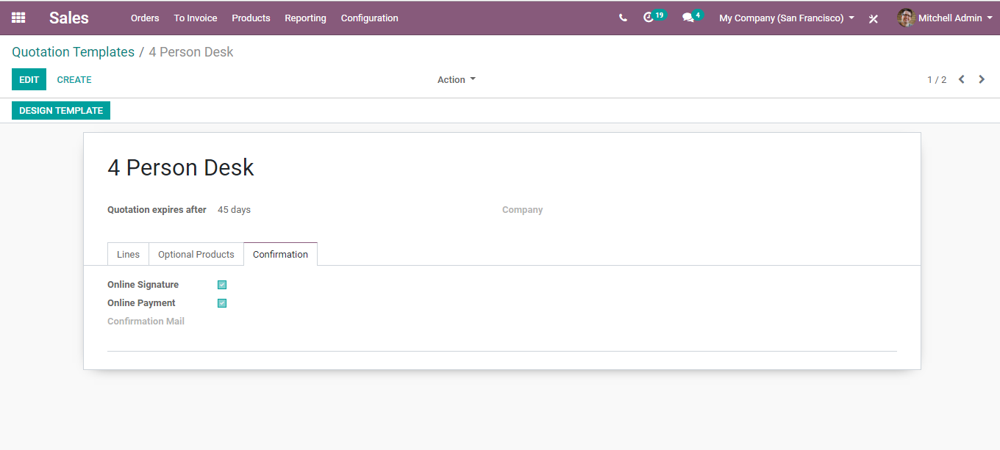 Sales Orders To Invoice Products Reporting Configuration 19 4 My Company (San Francisco) Mitchell Admin
Quotation Templates / 4 Person Desk
EDIT CREATE Action 1 / 2
DESIGN TEMPLATE
4 Person Desk
Quotation expires after 45 days Company
Lines Optional Products Confirmation
Online Signature
Online Payment
Confirmation Mail